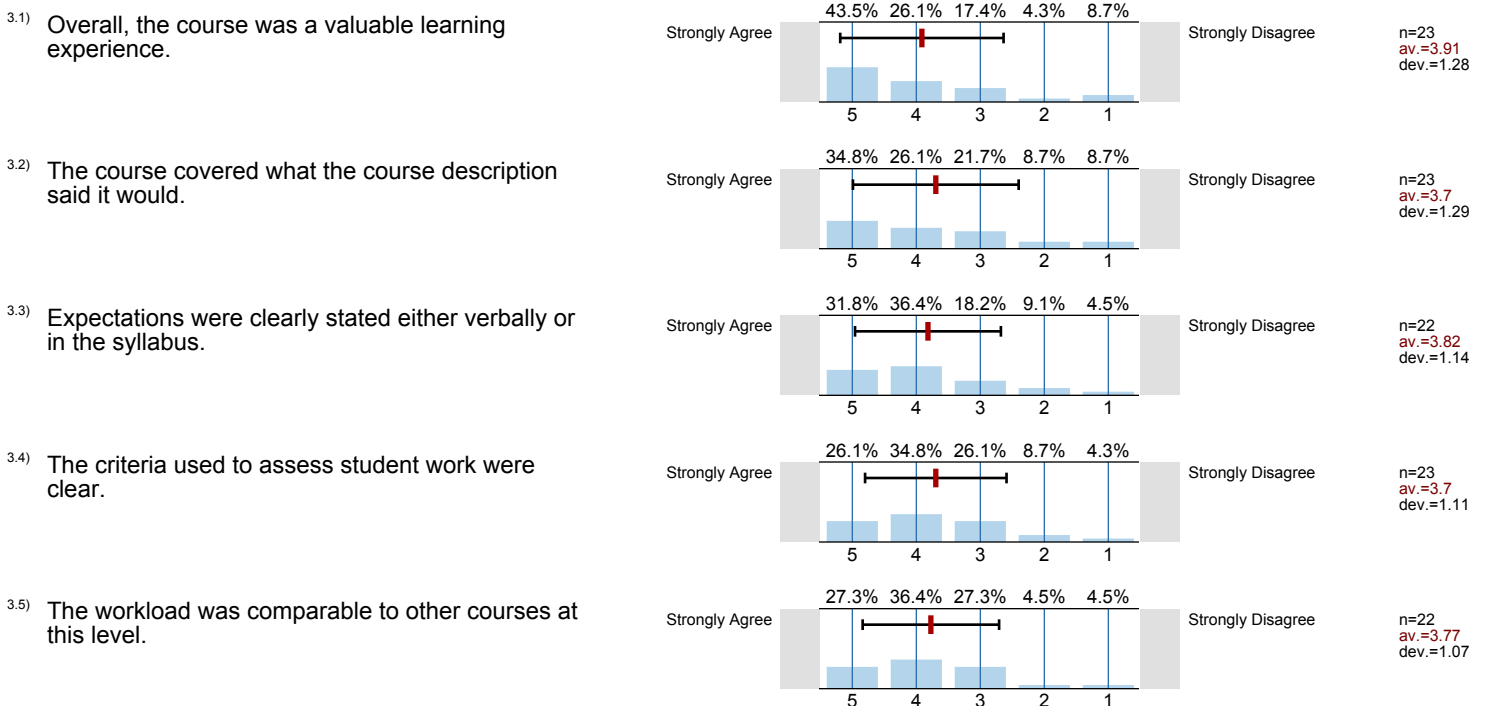 3.1) Overall, the course was a valuable learning
experience.
43.5% 26.1% 17.4% 4.3% 8.7%
Strongly Agree
Strongly Disagree
n=23
av.=3.91
dev.=1.28
5 4 3 2 1
3.2) The course covered what the course description
said it would.
34.8% 26.1% 21.7% 8.7% 8.7%
Strongly Agree
Strongly Disagree
n=23
av.=3.7
dev.=1.29
5 4 3 2 1
3.3) Expectations were clearly stated either verbally or
in the syllabus.
31.8% 36.4% 18.2% 9.1% 4.5%
Strongly Agree
Strongly Disagree
n=22
av.=3.82
dev.=1.14
5 4 3 2 1
3.4) The criteria used to assess student work were
clear.
26.1% 34.8% 26.1% 8.7% 4.3%
Strongly Agree
Strongly Disagree
n=23
av.=3.7
dev.=1.11
5 4 3 2 1
3.5) The workload was comparable to other courses at
this level.
27.3% 36.4% 27.3% 4.5% 4.5%
Strongly Agree
Strongly Disagree
n=22
av.=3.77
dev.=1.07
5 4 3 2 1